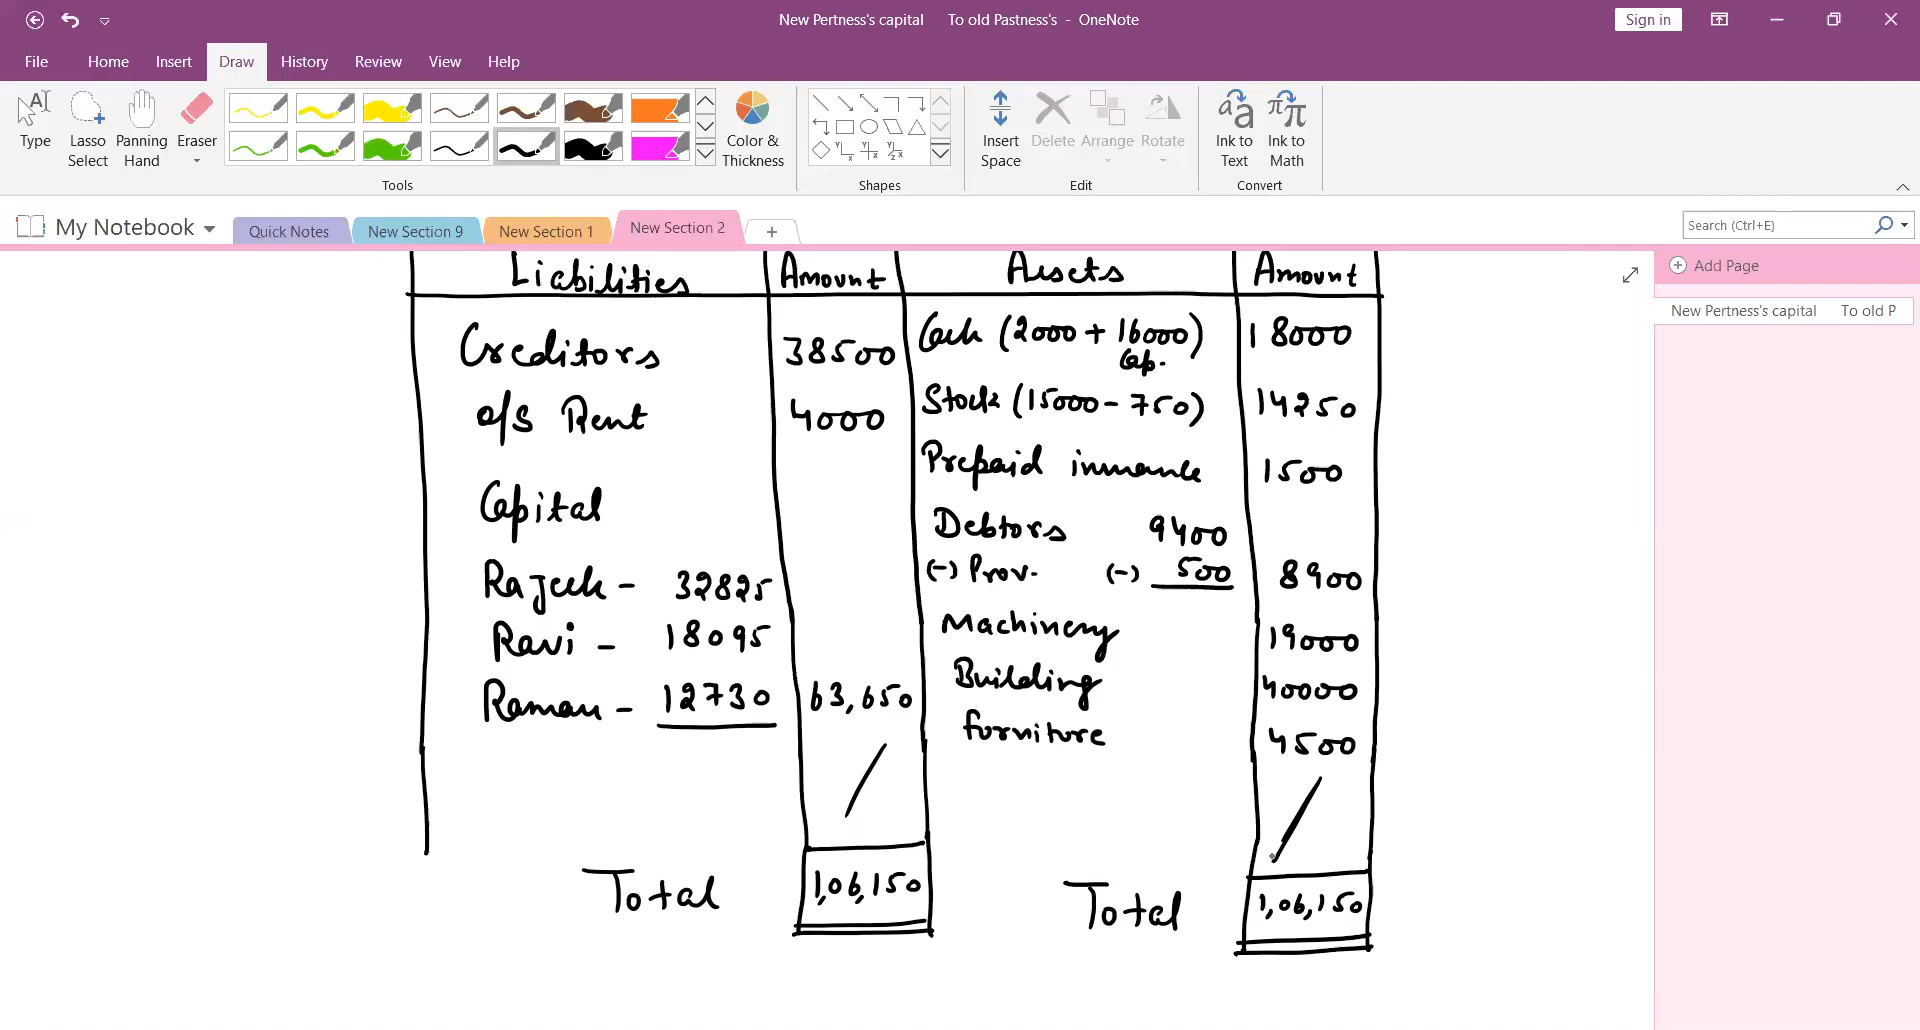 New Pertness's capital To old Pastness's - OneNote
Sign in
File Home Insert Draw History Review View Help
Type
Lasso Select
Panning Hand
Eraser
Color & Thickness
Insert Space
Delete
Arrange
Rotate
Ink to Text
Ink to Math
Tools Shapes Edit Convert
My Notebook Quick Notes New Section 9 New Section 1 New Section 2 +
Search (Ctrl+E)
Add Page
New Pertness's capital To old P
Liabilities Amount Assets Amount
Creditors 38500 Cash (2000 + 16000) 18000
Cap.
o/s Rent 4000 Stock (15000 - 750) 14250
Prepaid insurance 1500
Capital
Debtors 9400
Rajeek - 32825 (-) Prov. (-) 500 8900
Ravi - 18095 Machinery 19000
Raman - 12730 63,650 Building 40000
furniture 4500
Total 1,06,150 Total 1,06,150